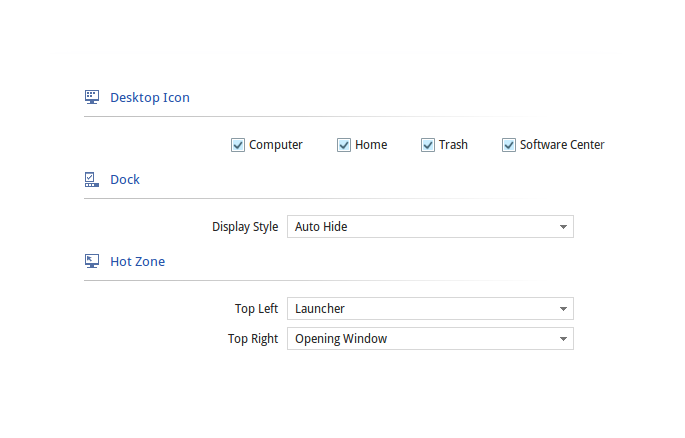 Desktop Icon
Computer Home Trash Software Center
Dock
Display Style Auto Hide
Hot Zone
Top Left Launcher
Top Right Opening Window